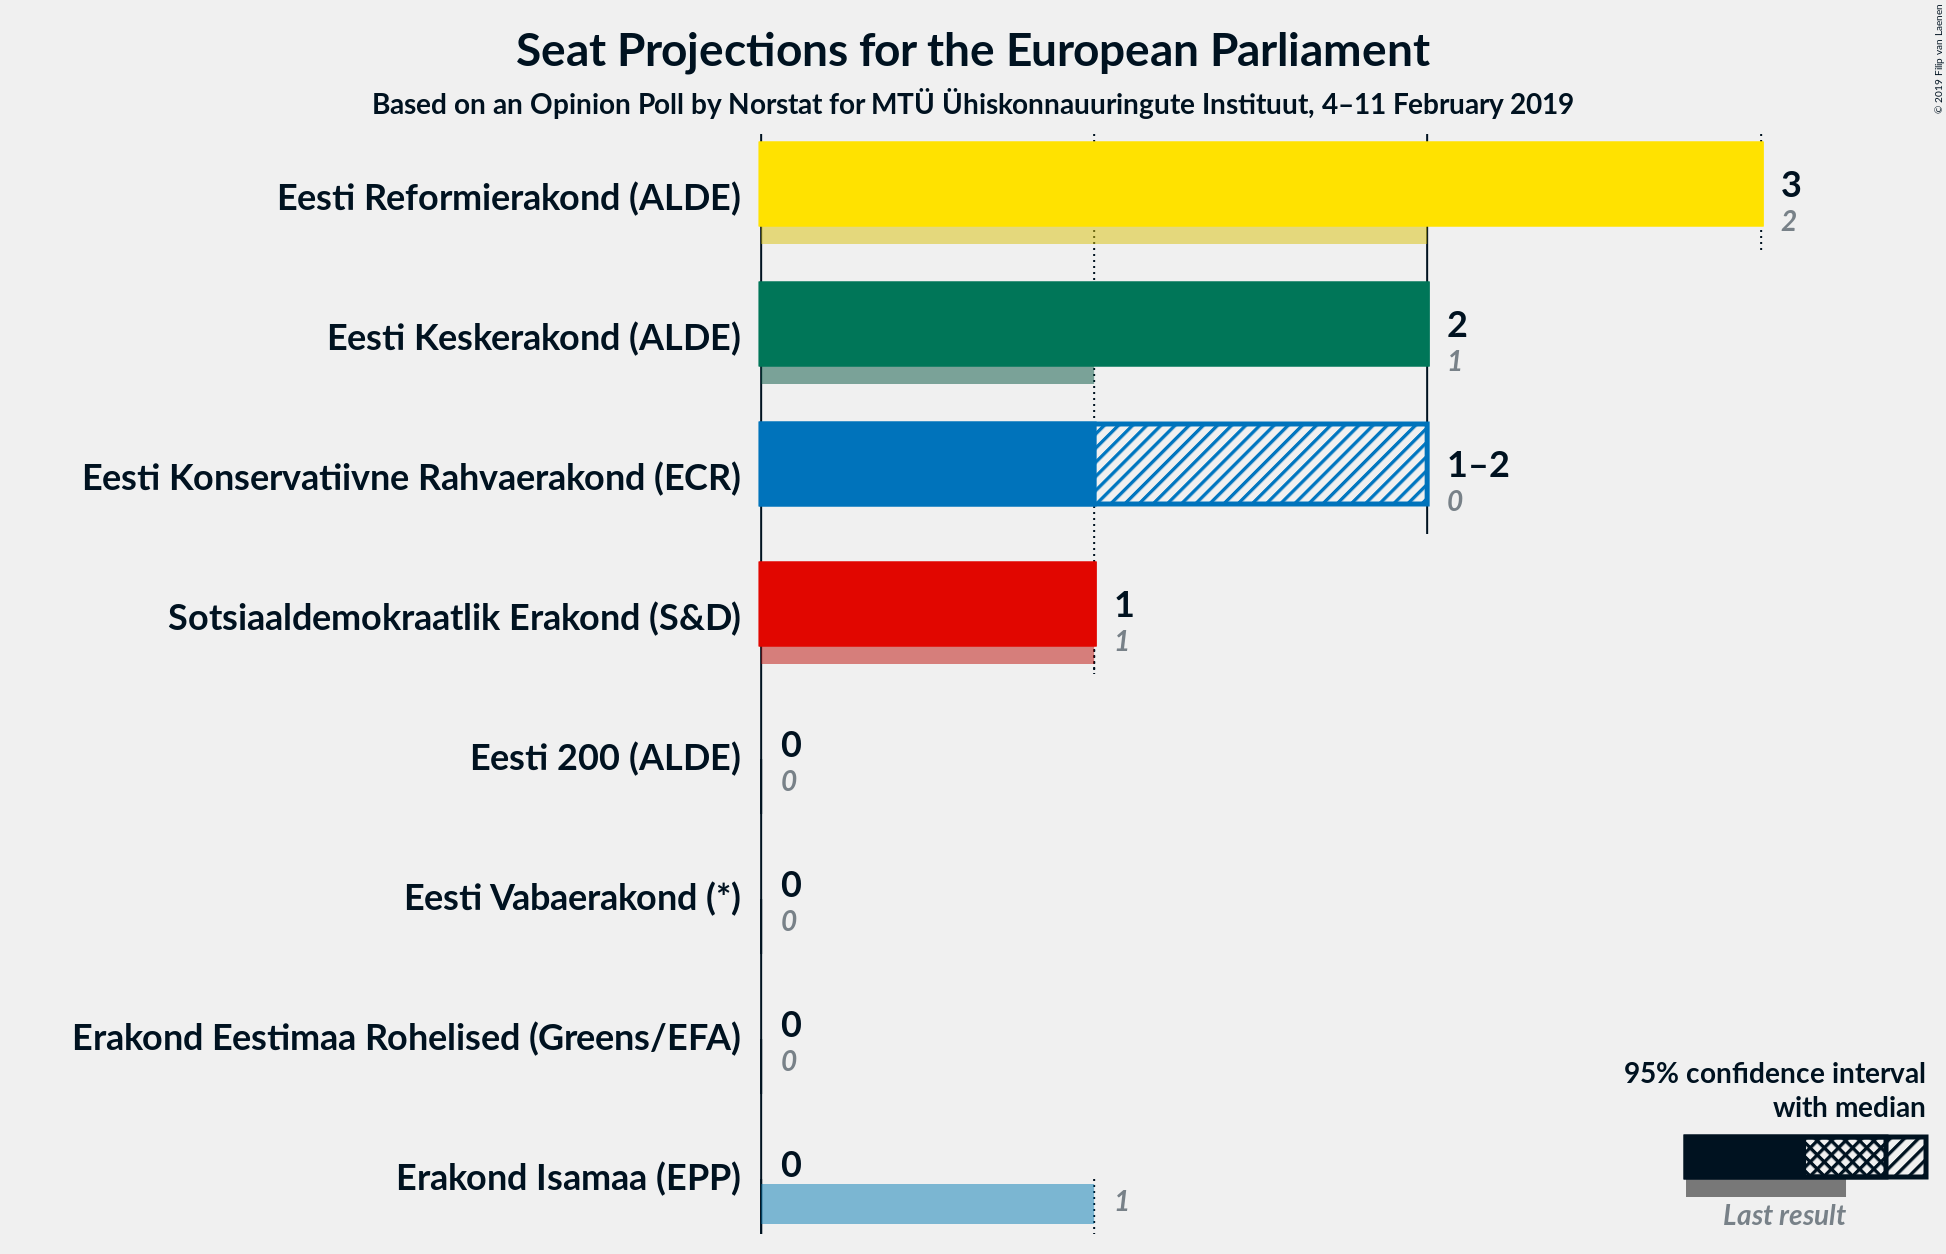 Seat Projections for the European Parliament
Based on an Opinion Poll by Norstat for MTÜ Ühiskonnauuringute Instituut, 4–11 February 2019
© 2019 Filip van Laenen
Eesti Reformierakond (ALDE)
3
2
Eesti Keskerakond (ALDE)
2
1
Eesti Konservatiivne Rahvaerakond (ECR)
1–2
0
Sotsiaaldemokraatlik Erakond (S&D)
1
1
Eesti 200 (ALDE)
0
0
Eesti Vabaerakond (*)
0
0
Erakond Eestimaa Rohelised (Greens/EFA)
0
0
Erakond Isamaa (EPP)
0
1
95% confidence interval
with median
Last result